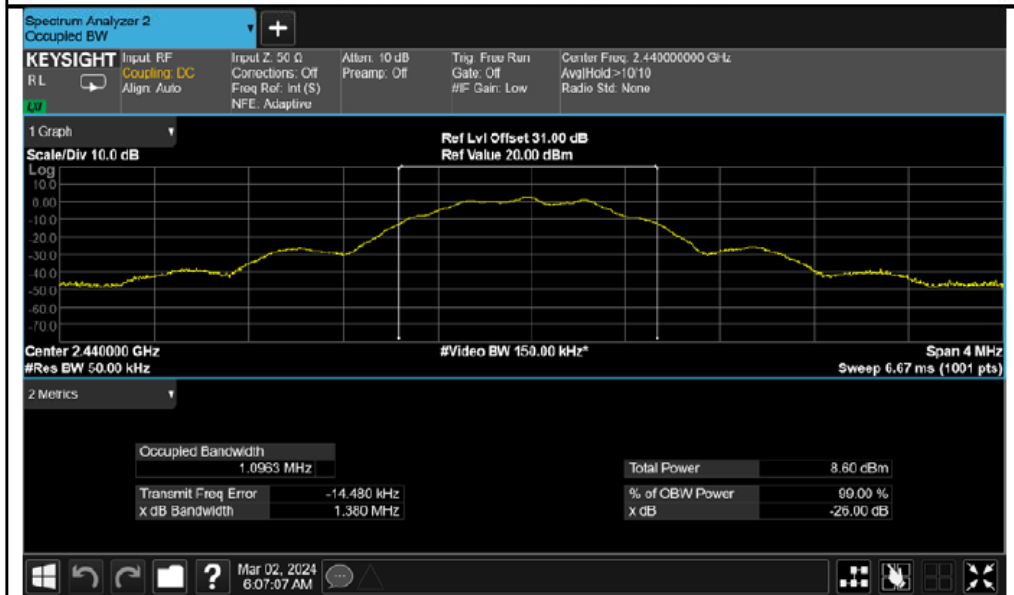 Spectrum Analyzer 2
Occupied BW
+
KEYSIGHT
R L
LXI
Input: RF
Coupling: DC
Align: Auto
Input Z: 50 Ω
Corrections: Off
Freq Ref: Int (S)
NFE: Adaptive
Atten: 10 dB
Preamp: Off
Trig: Free Run
Gate: Off
#IF Gain: Low
Center Freq: 2.440000000 GHz
Avg|Hold:>10/10
Radio Std: None
1 Graph
Scale/Div 10.0 dB
Ref Lvl Offset 31.00 dB
Ref Value 20.00 dBm
Log
10.0
0.00
-10.0
-20.0
-30.0
-40.0
-50.0
-60.0
-70.0
Center 2.440000 GHz
#Video BW 150.00 kHz*
Span 4 MHz
#Res BW 50.00 kHz
Sweep 6.67 ms (1001 pts)
2 Metrics
Occupied Bandwidth
1.0963 MHz
Total Power 8.60 dBm
Transmit Freq Error -14.480 kHz
% of OBW Power 99.00 %
x dB Bandwidth 1.380 MHz
x dB -26.00 dB
?
Mar 02, 2024
6:07:07 AM